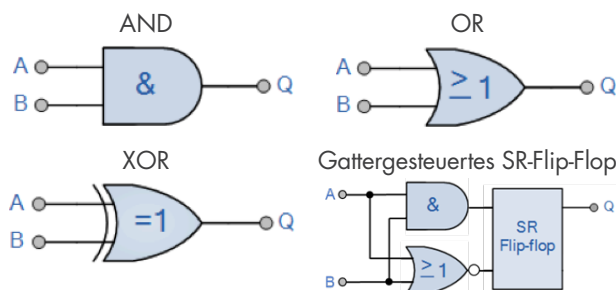 AND
A
&
Q
B
OR
A
≥ 1
Q
B
XOR
A
=1
Q
B
Gattergesteuertes SR-Flip-Flop
A
&
Q
SR
Flip-flop
≥ 1
B